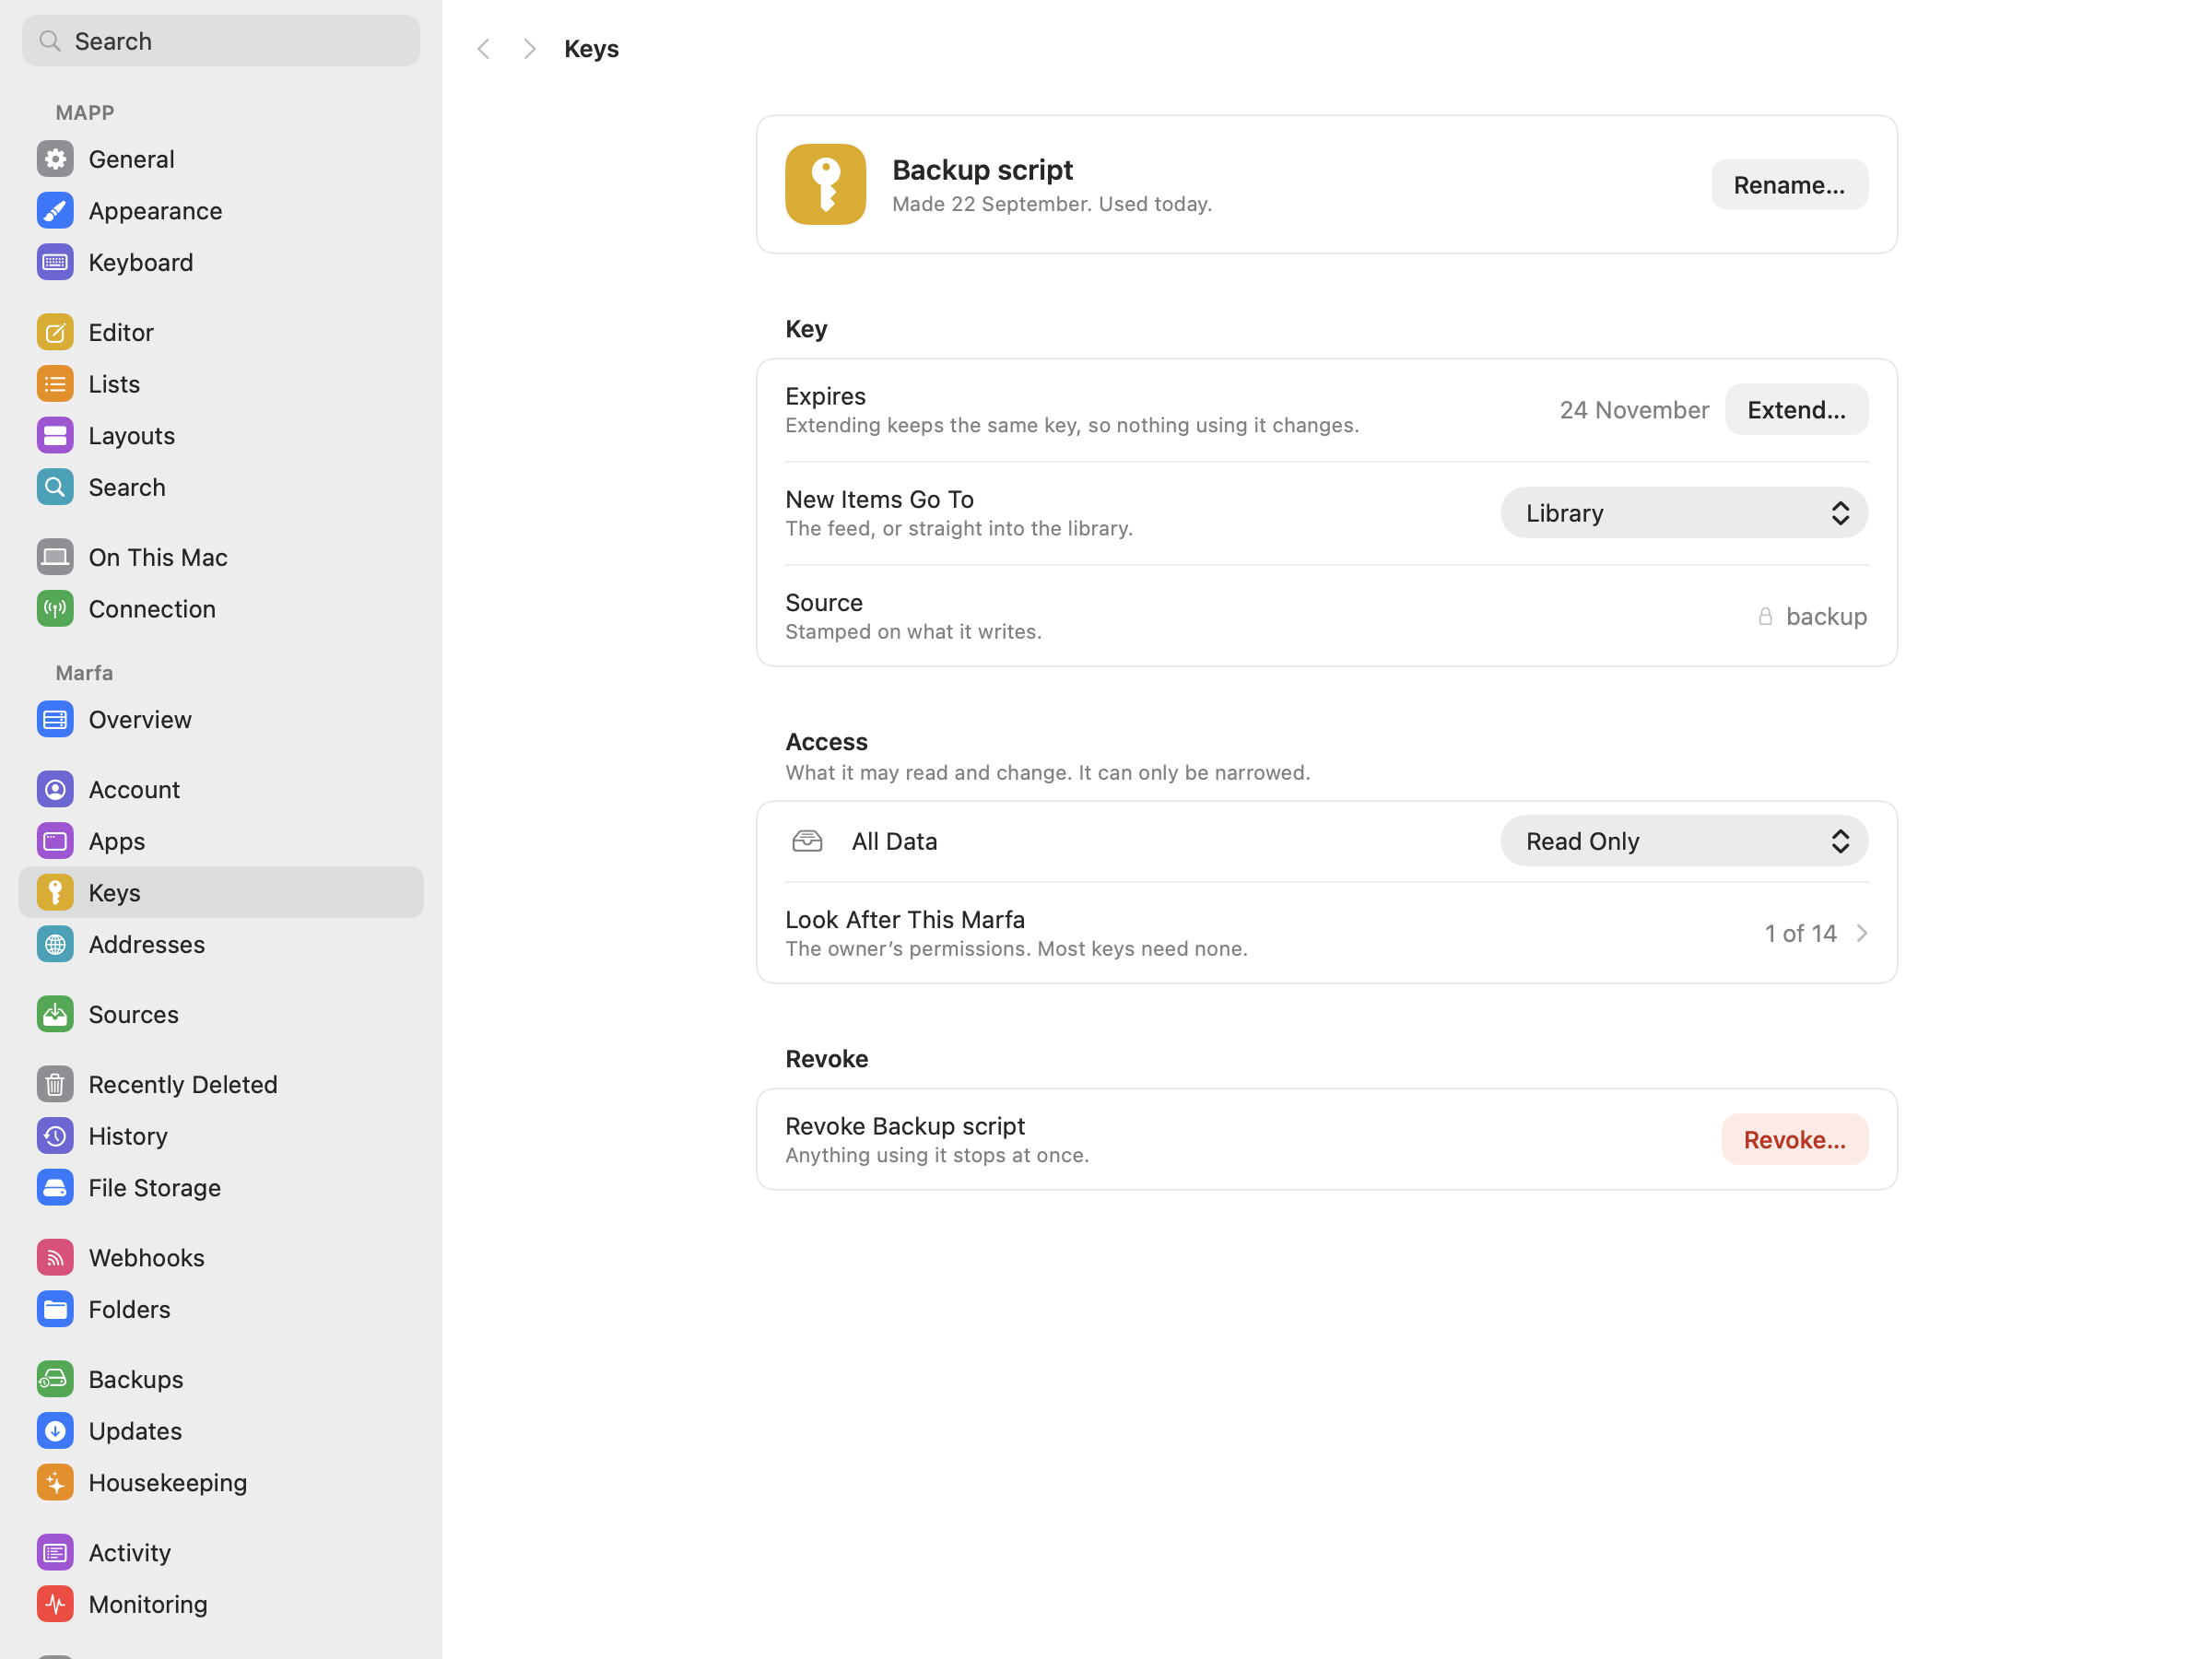 Search
MAPP
General
Appearance
Keyboard
Editor
Lists
Layouts
Search
On This Mac
Connection
Marfa
Overview
Account
Apps
Keys
Addresses
Sources
Recently Deleted
History
File Storage
Webhooks
Folders
Backups
Updates
Housekeeping
Activity
Monitoring
Keys
Backup script
Made 22 September. Used today.
Rename...
Key
Expires
Extending keeps the same key, so nothing using it changes.
24 November
Extend...
New Items Go To
The feed, or straight into the library.
Library
Source
Stamped on what it writes.
backup
Access
What it may read and change. It can only be narrowed.
All Data
Read Only
Look After This Marfa
The owner’s permissions. Most keys need none.
1 of 14
Revoke
Revoke Backup script
Anything using it stops at once.
Revoke...